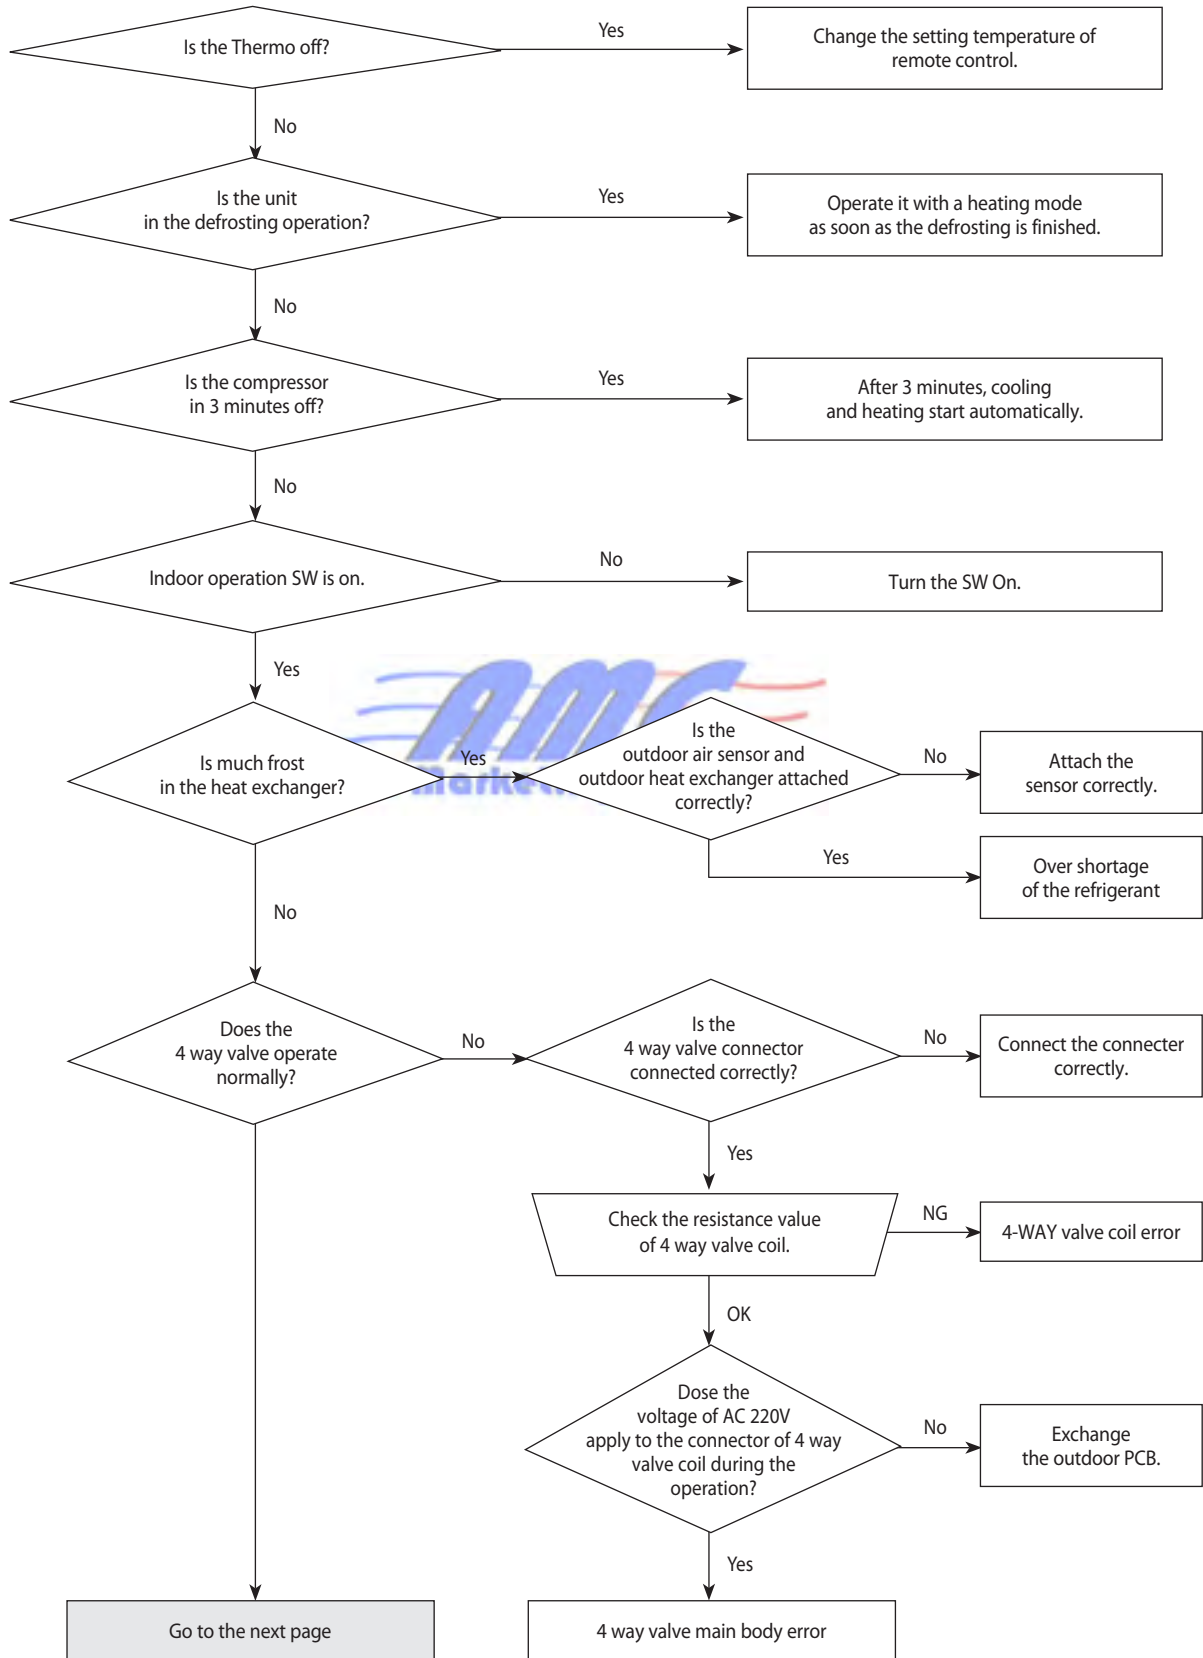 Is the Thermo off?
Yes
Change the setting temperature of
remote control.
No
Is the unit
in the defrosting operation?
Yes
Operate it with a heating mode
as soon as the defrosting is finished.
No
Is the compressor
in 3 minutes off?
Yes
After 3 minutes, cooling
and heating start automatically.
No
Indoor operation SW is on.
No
Turn the SW On.
Yes
AMC
Is much frost
in the heat exchanger?
Yes
Is the
outdoor air sensor and
outdoor heat exchanger attached
correctly?
No
Attach the
sensor correctly.
Yes
Over shortage
of the refrigerant
No
Does the
4 way valve operate
normally?
No
Is the
4 way valve connector
connected correctly?
No
Connect the connecter
correctly.
Yes
Check the resistance value
of 4 way valve coil.
NG
4-WAY valve coil error
OK
Dose the
voltage of AC 220V
apply to the connector of 4 way
valve coil during the
operation?
No
Exchange
the outdoor PCB.
Yes
Go to the next page
4 way valve main body error